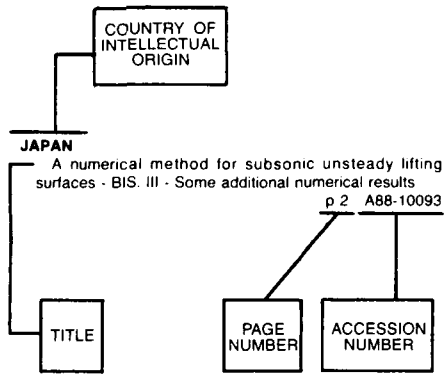 COUNTRY OF
INTELLECTUAL
ORIGIN
JAPAN
A numerical method for subsonic unsteady lifting
surfaces - BIS. III - Some additional numerical results
p 2 A88-10093
TITLE
PAGE
NUMBER
ACCESSION
NUMBER